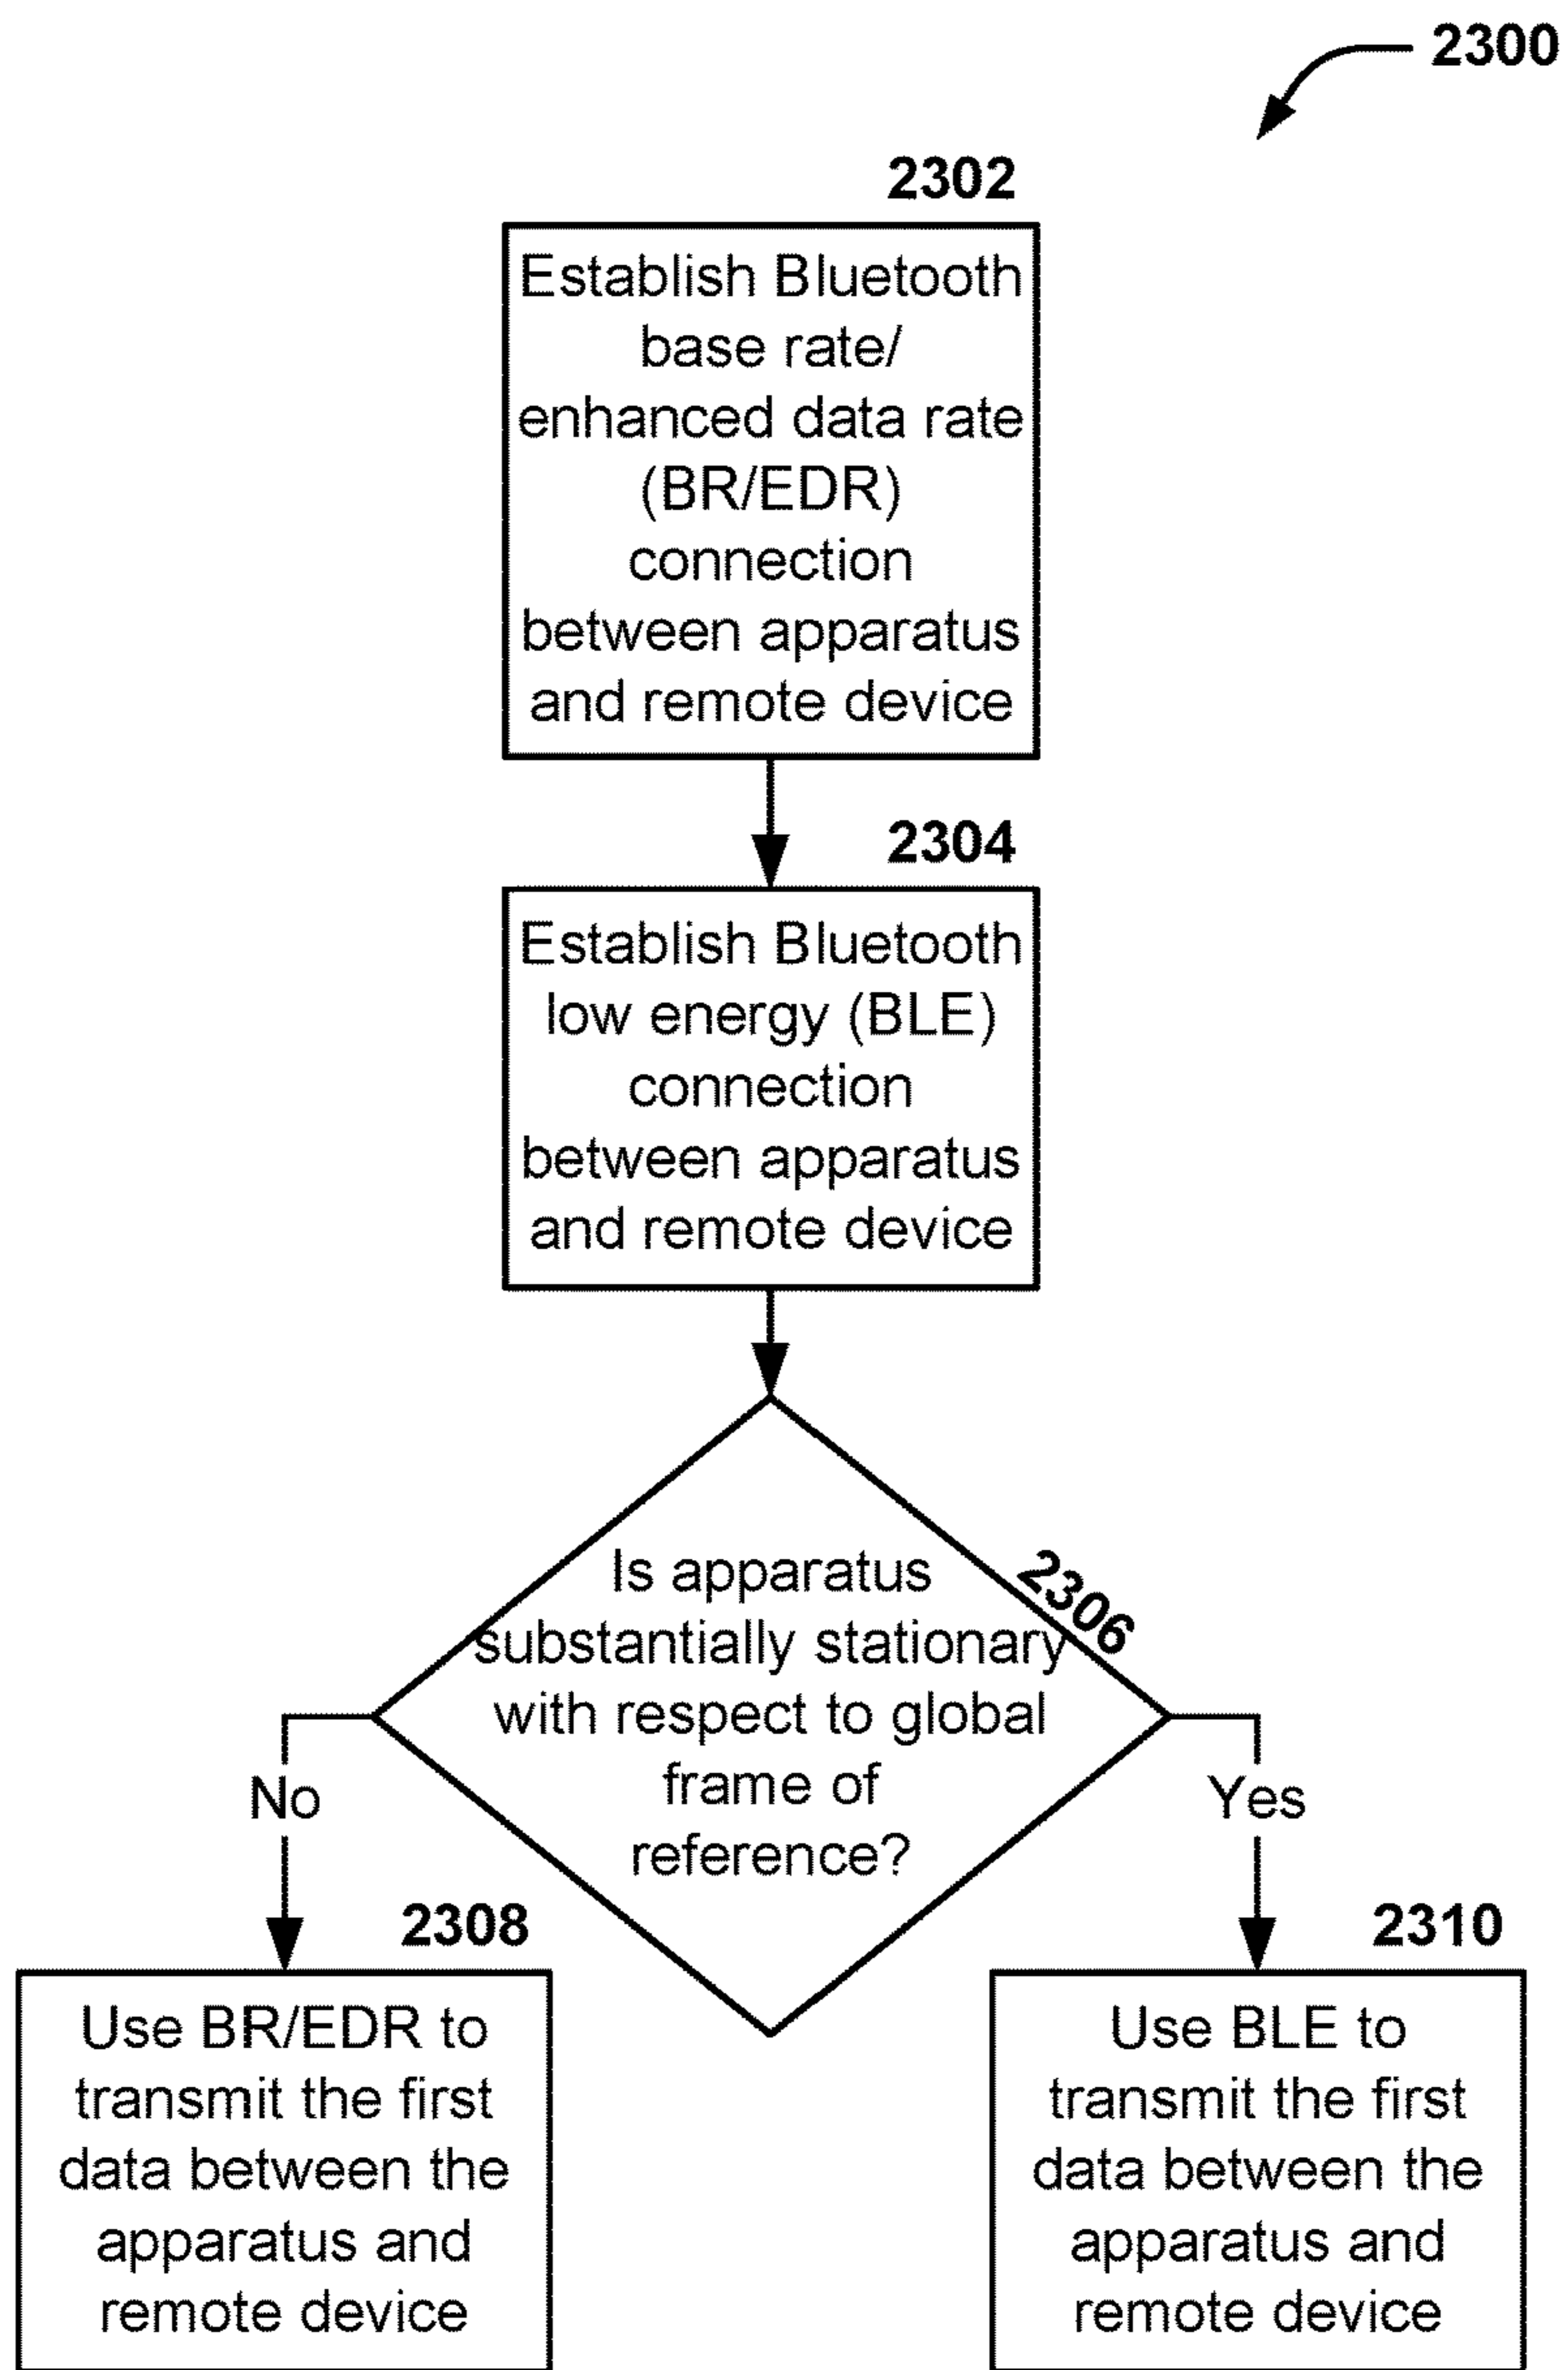 2300
2302
Establish Bluetooth
base rate/
enhanced data rate
(BR/EDR)
connection
between apparatus
and remote device
2304
Establish Bluetooth
low energy (BLE)
connection
between apparatus
and remote device
2306
Is apparatus
substantially stationary
with respect to global
frame of
reference?
No
Yes
2308
Use BR/EDR to
transmit the first
data between the
apparatus and
remote device
2310
Use BLE to
transmit the first
data between the
apparatus and
remote device